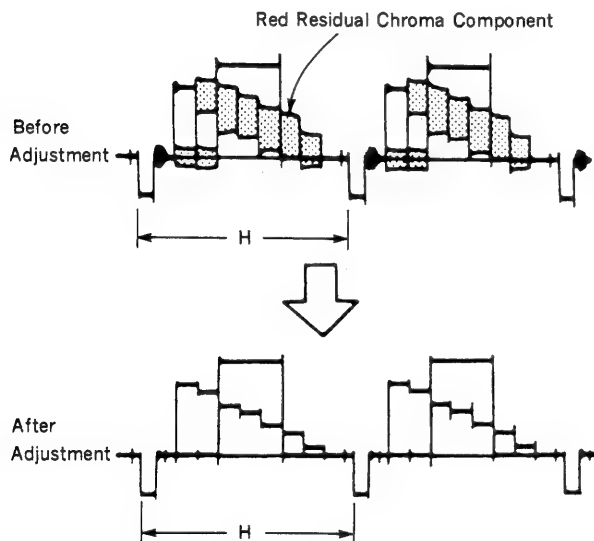 Red Residual Chroma Component
Before
Adjustment
H
After
Adjustment
H